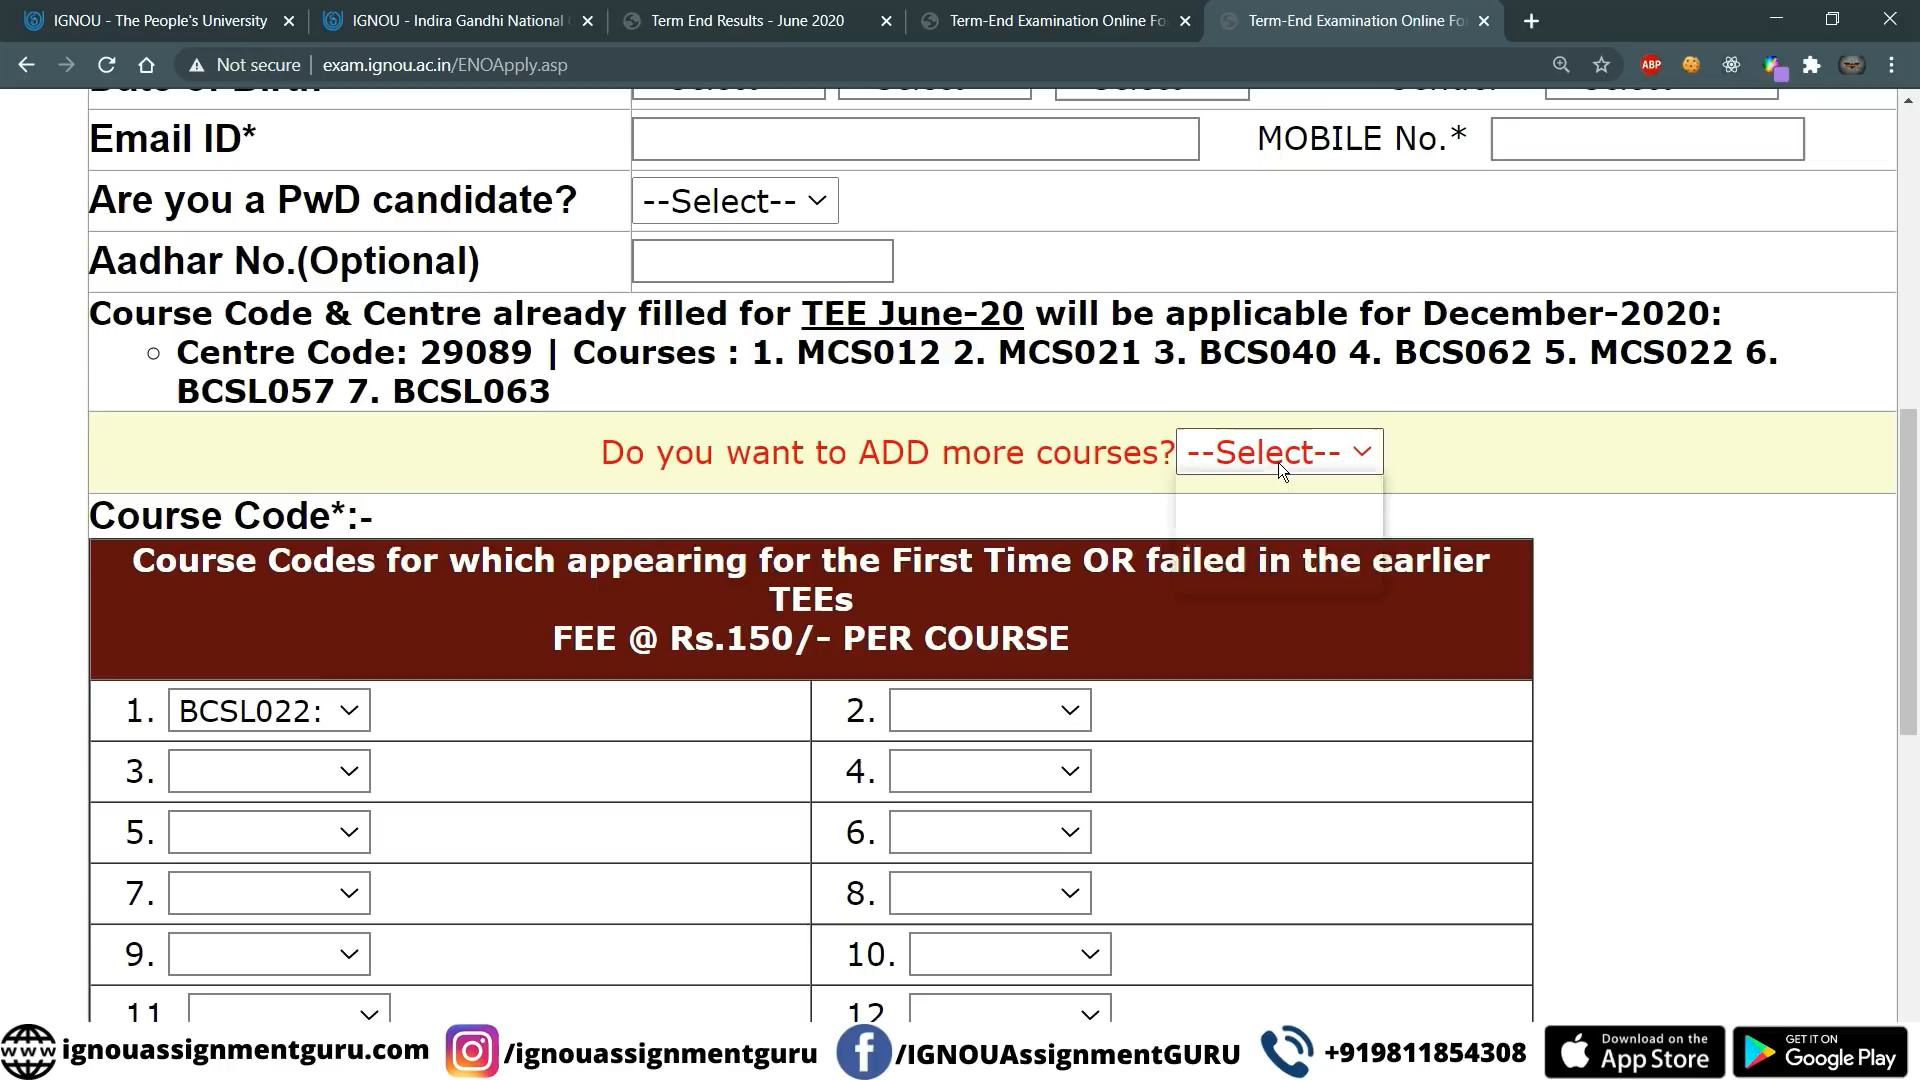 IGNOU - The People's University
IGNOU - Indira Gandhi National
Term End Results - June 2020
Term-End Examination Online Fo
Term-End Examination Online Fo
Not secure | exam.ignou.ac.in/ENOApply.asp
Email ID*
MOBILE No.*
Are you a PwD candidate? --Select--
Aadhar No.(Optional)
Course Code & Centre already filled for TEE June-20 will be applicable for December-2020:
Centre Code: 29089 | Courses : 1. MCS012 2. MCS021 3. BCS040 4. BCS062 5. MCS022 6.
BCSL057 7. BCSL063
Do you want to ADD more courses? --Select--
Course Code*:-
Course Codes for which appearing for the First Time OR failed in the earlier
TEEs
FEE @ Rs.150/- PER COURSE
1. BCSL022: 2.
3. 4.
5. 6.
7. 8.
9. 10.
11 12
www ignouassignmentguru.com
/ignouassignmentguru
/IGNOUAssignmentGURU
+919811854308
Download on the
App Store
GET IT ON
Google Play
ABP